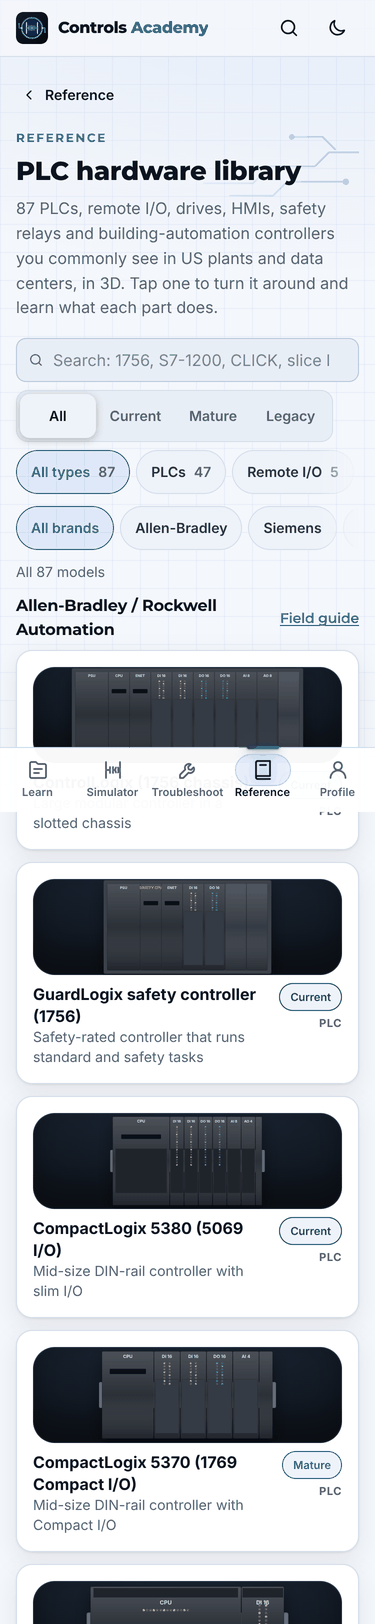 Controls Academy
Reference
REFERENCE
PLC hardware library
87 PLCs, remote I/O, drives, HMIs, safety
relays and building-automation controllers
you commonly see in US plants and data
centers, in 3D. Tap one to turn it around and
learn what each part does.
Search: 1756, S7-1200, CLICK, slice I
All Current Mature Legacy
All types 87 PLCs 47 Remote I/O 5
All brands Allen-Bradley Siemens
All 87 models
Allen-Bradley / Rockwell
Automation
Field guide
PSU CPU ENET DI 16 DI 16 DO 16 DO 16 AI 8 AO 8
Learn Simulator Troubleshoot Reference Profile
slotted chassis
PLC
PSU ENET DI 16 DO 16
GuardLogix safety controller
(1756)
Current
PLC
Safety-rated controller that runs
standard and safety tasks
CPU DI 16 DI 16 DO 16 DO 16 AI 8 AO 4
CompactLogix 5380 (5069
I/O)
Current
PLC
Mid-size DIN-rail controller with
slim I/O
CPU DI 16 DI 16 DO 16 AI 4
CompactLogix 5370 (1769
Compact I/O)
Mature
PLC
Mid-size DIN-rail controller with
Compact I/O
CPU DI 16